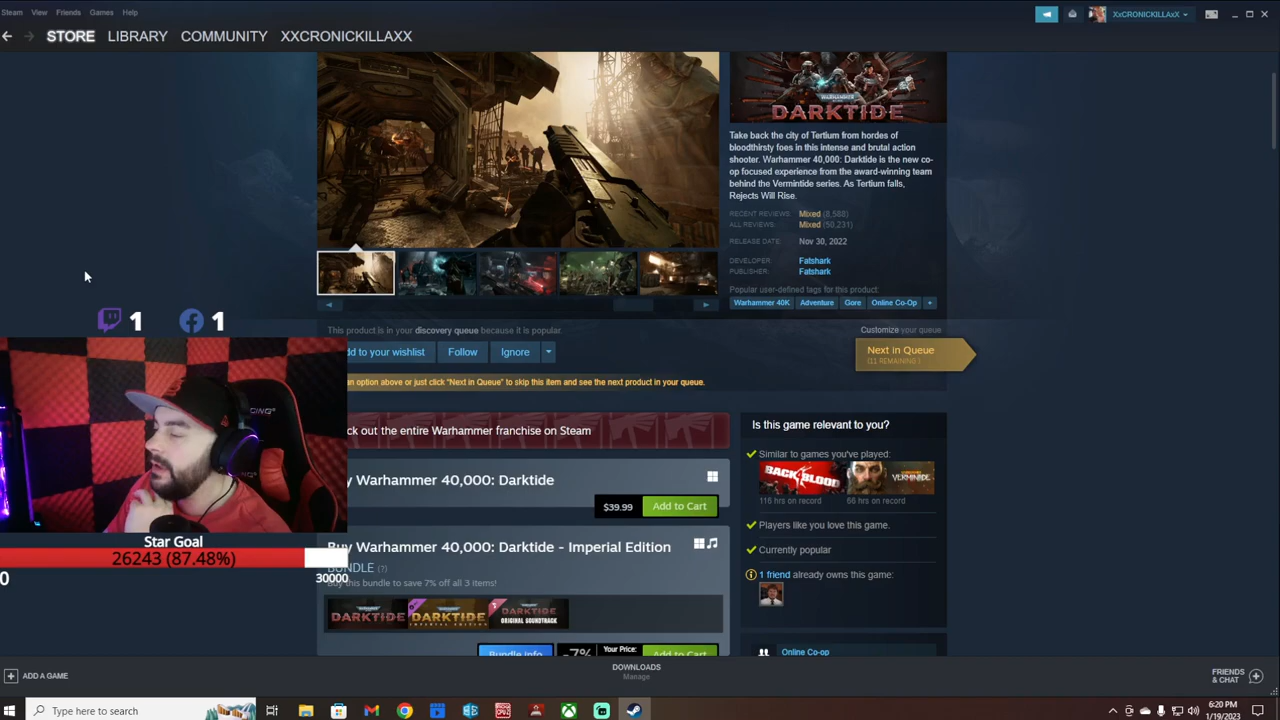 Steam View Friends Games Help
XxCRONICKILLAxX
STORE LIBRARY COMMUNITY XXCRONICKILLAXX
WARHAMMER
DARKTIDE
Take back the city of Tertium from hordes of
bloodthirsty foes in this intense and brutal action
shooter. Warhammer 40,000: Darktide is the new co-
op focused experience from the award-winning team
behind the Vermintide series. As Tertium falls,
Rejects Will Rise.
RECENT REVIEWS: Mixed (8,588)
ALL REVIEWS: Mixed (50,231)
RELEASE DATE: Nov 30, 2022
DEVELOPER: Fatshark
PUBLISHER: Fatshark
Popular user-defined tags for this product:
Warhammer 40K Adventure Gore Online Co-Op +
1 1
This product is in your discovery queue because it is popular.
Customize your queue
dd to your wishlist Follow Ignore
Next in Queue
(11 REMAINING)
an option above or just click "Next in Queue" to skip this item and see the next product in your queue.
ck out the entire Warhammer franchise on Steam
Is this game relevant to you?
Similar to games you've played:
BACK BLOOD
VERMINTIDE
116 hrs on record 66 hrs on record
y Warhammer 40,000: Darktide
$39.99 Add to Cart
Players like you love this game.
Currently popular
1 friend already owns this game:
Star Goal
26243 (87.48%)
0 30000
Buy Warhammer 40,000: Darktide - Imperial Edition
BUNDLE (?)
Buy this bundle to save 7% off all 3 items!
DARKTIDE DARKTIDE DARKTIDE
ORIGINAL SOUNDTRACK
Bundle info -7% Your Price: Add to Cart
Online Co-op
ADD A GAME
DOWNLOADS
Manage
FRIENDS
& CHAT
Type here to search
6:20 PM
1/19/2023